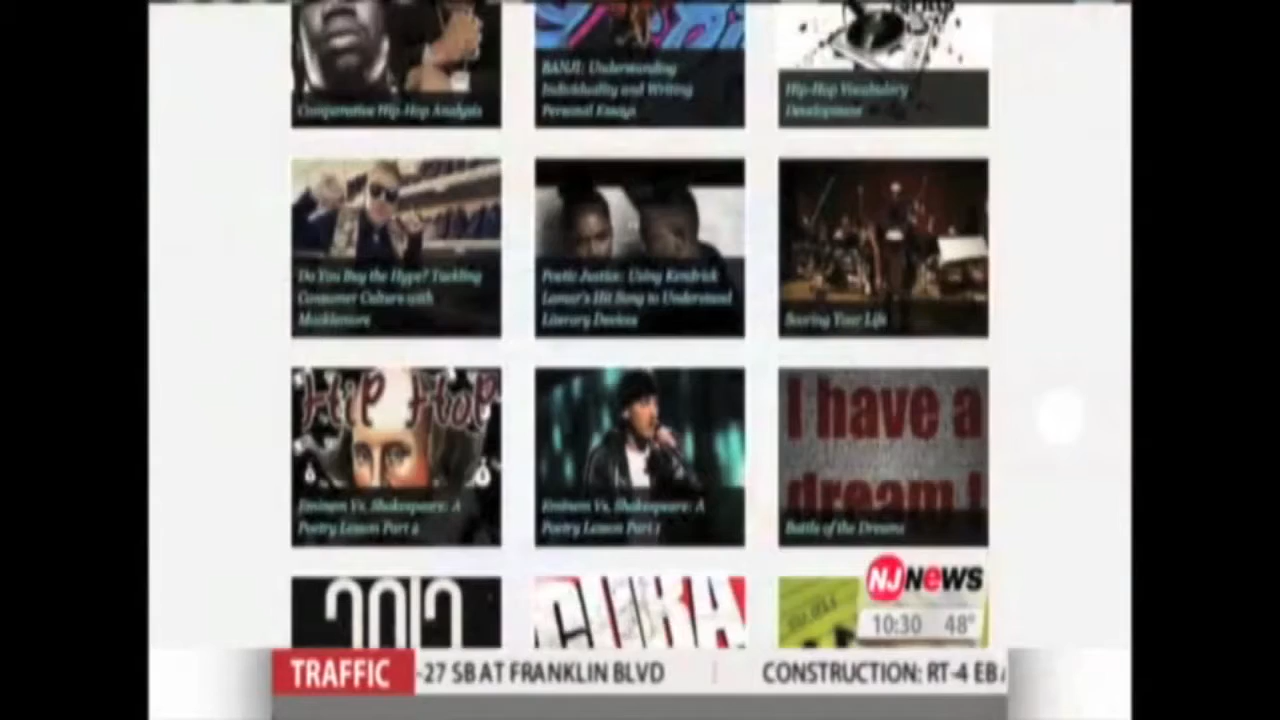 Comparative Hip-Hop Analysis
BANJI: Understanding
Individuality and Writing
Personal Essays
Hip-Hop Vocabulary
Development
Do You Buy the Hype? Tackling
Consumer Culture with
Macklemore
Poetic Justice: Using Kendrick
Lamar's Hit Song to Understand
Literary Devices
Scoring Your Life
HiP HoP
Eminem Vs. Shakespeare: A
Poetry Lesson Part 2
Eminem Vs. Shakespeare: A
Poetry Lesson Part 1
I have a
dream !
Battle of the Dreams
2012
CUBA
NJ NeWS
10:30 48°
TRAFFIC -27 SB AT FRANKLIN BLVD CONSTRUCTION: RT-4 EB